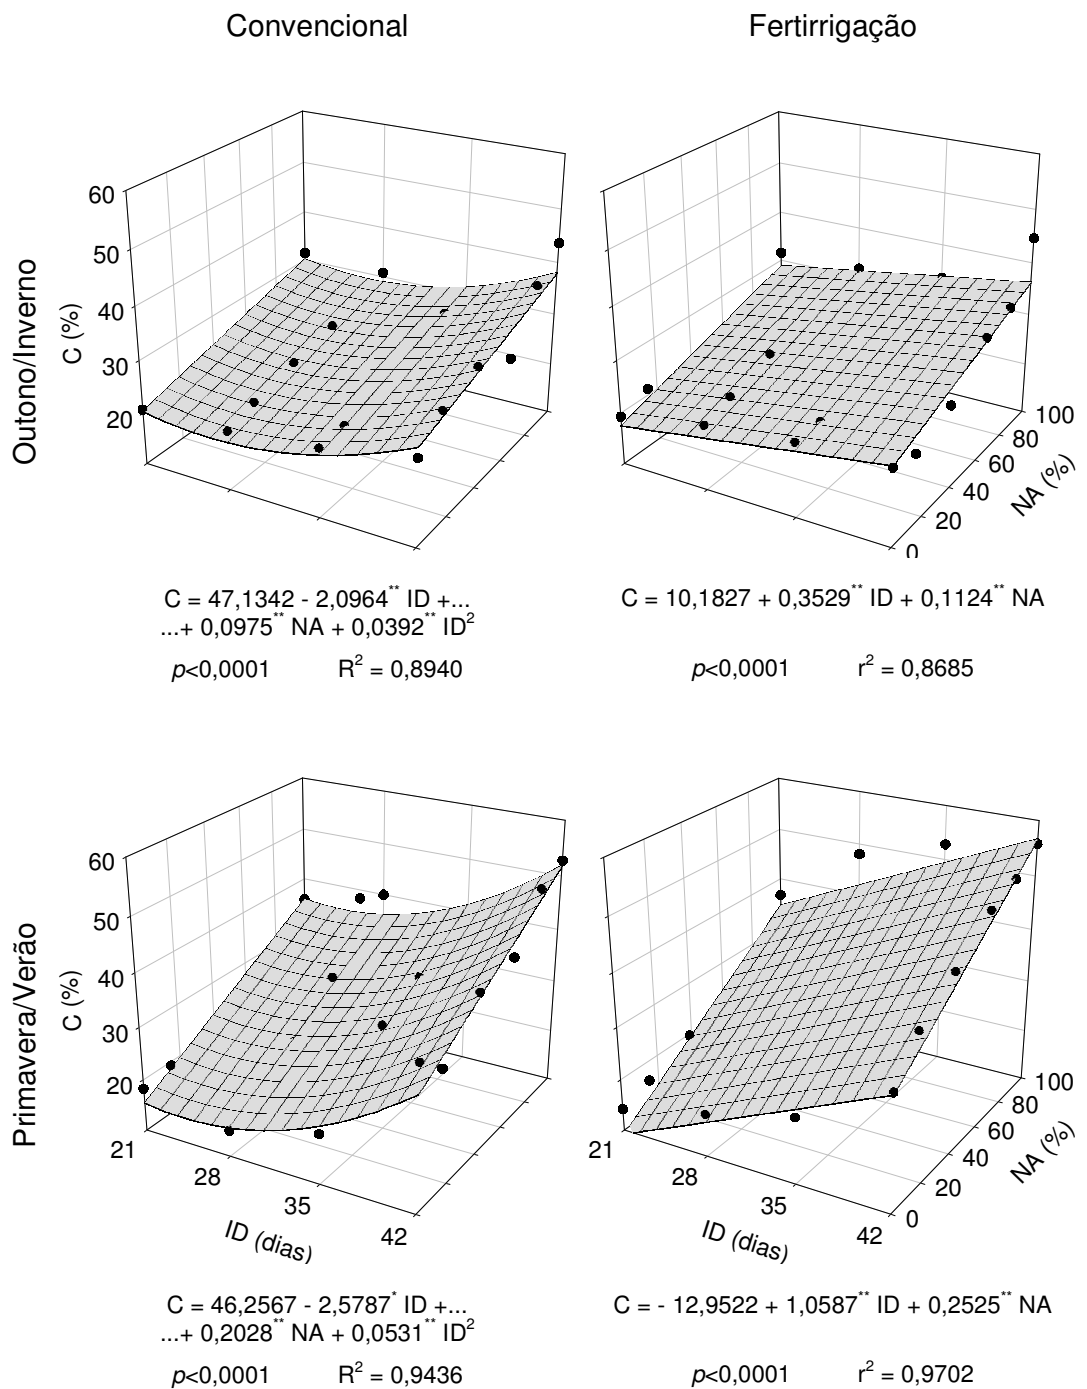 Convencional
Fertirrigação
Outono/Inverno
C (%)
60
50
40
30
20
100
80
60
40
20
0
NA (%)
C = 47,1342 - 2,0964** ID +...
...+ 0,0975** NA + 0,0392** ID²
p<0,0001 R² = 0,8940
C = 10,1827 + 0,3529** ID + 0,1124** NA
p<0,0001 r² = 0,8685
Primavera/Verão
C (%)
60
50
40
30
20
21
28
35
42
ID (dias)
21
28
35
42
ID (dias)
100
80
60
40
20
0
NA (%)
C = 46,2567 - 2,5787* ID +...
...+ 0,2028** NA + 0,0531** ID²
p<0,0001 R² = 0,9436
C = - 12,9522 + 1,0587** ID + 0,2525** NA
p<0,0001 r² = 0,9702